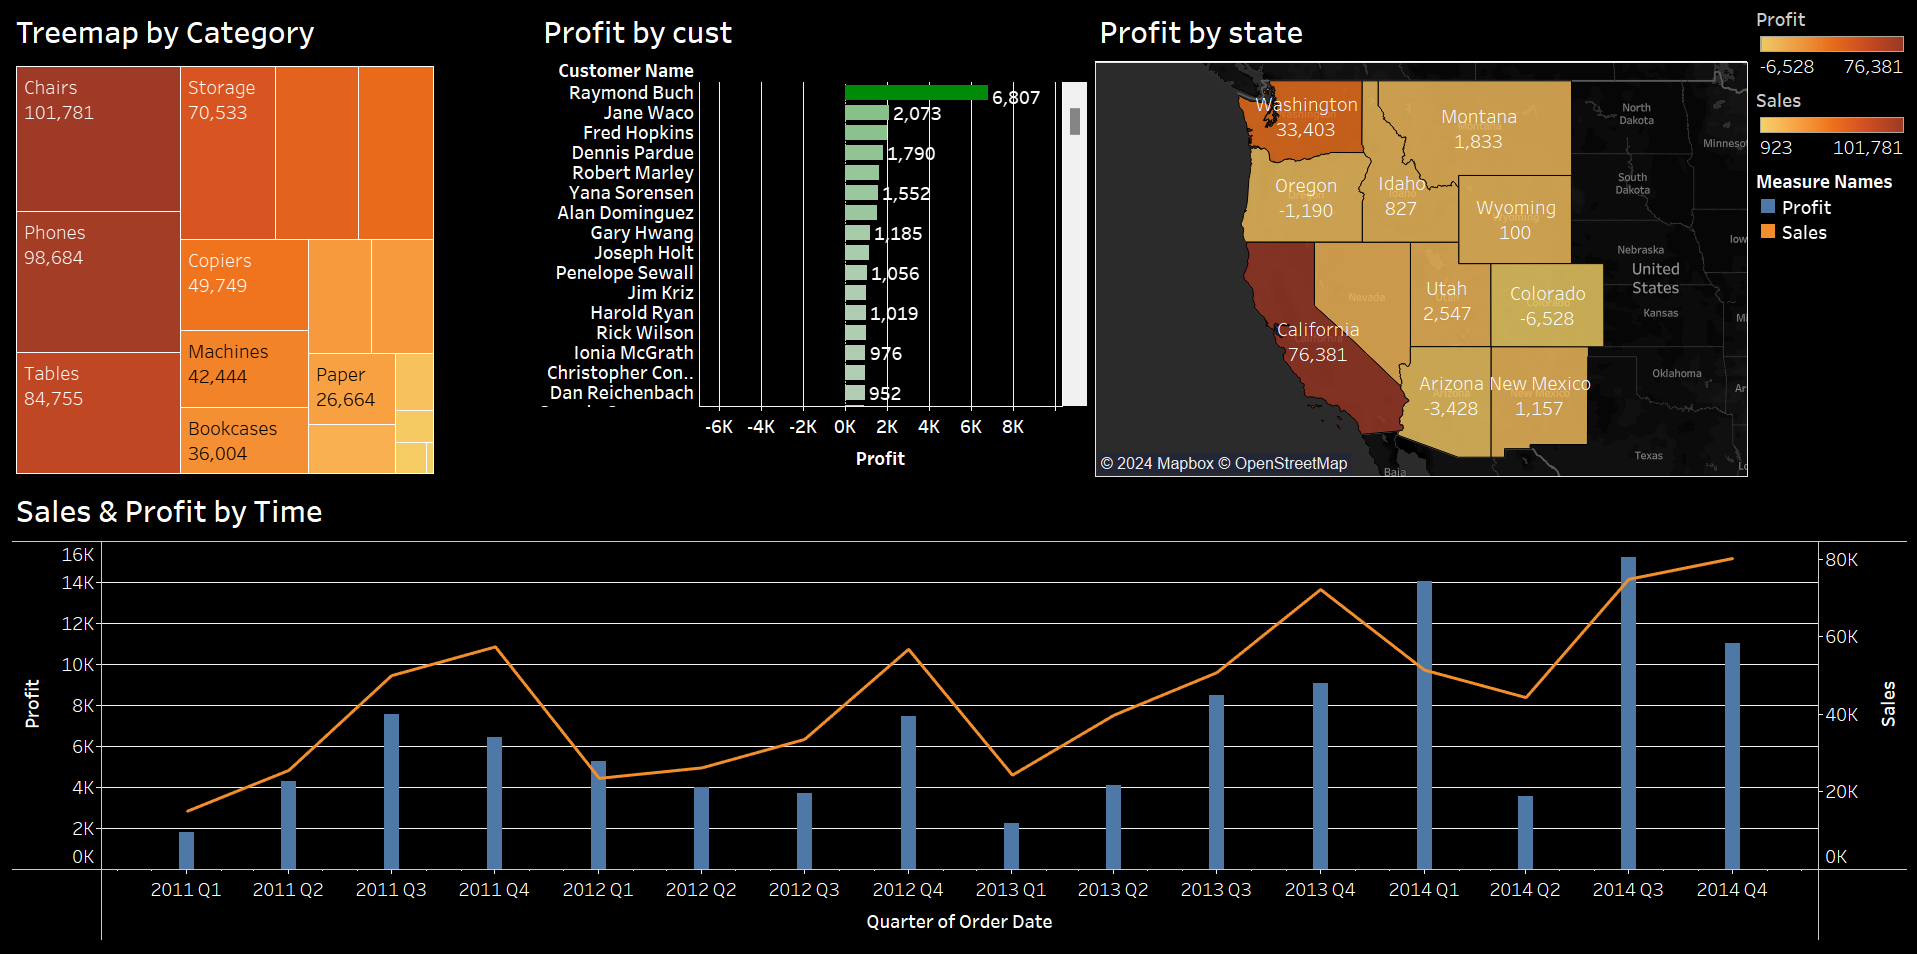 Treemap by Category
Chairs
101,781
Phones
98,684
Tables
84,755
Storage
70,533
Copiers
49,749
Machines
42,444
Bookcases
36,004
Paper
26,664
Profit by cust
Customer Name
Raymond Buch
6,807
Jane Waco
2,073
Fred Hopkins
Dennis Pardue
1,790
Robert Marley
Yana Sorensen
1,552
Alan Dominguez
Gary Hwang
1,185
Joseph Holt
Penelope Sewall
1,056
Jim Kriz
Harold Ryan
1,019
Rick Wilson
Ionia McGrath
976
Christopher Con..
Dan Reichenbach
952
-6K -4K -2K 0K 2K 4K 6K 8K
Profit
Profit by state
Washington
33,403
Montana
1,833
Oregon
-1,190
Idaho
827
Wyoming
100
Nevada
Utah
2,547
Colorado
-6,528
California
76,381
Arizona
-3,428
New Mexico
1,157
North
Dakota
South
Dakota
Nebraska
United
States
Kansas
Oklahoma
Texas
Baja
© 2024 Mapbox © OpenStreetMap
Profit
-6,528 76,381
Sales
923 101,781
Measure Names
Profit
Sales
Sales & Profit by Time
Profit
16K
14K
12K
10K
8K
6K
4K
2K
0K
80K
60K
40K
20K
0K
Sales
2011 Q1 2011 Q2 2011 Q3 2011 Q4 2012 Q1 2012 Q2 2012 Q3 2012 Q4 2013 Q1 2013 Q2 2013 Q3 2013 Q4 2014 Q1 2014 Q2 2014 Q3 2014 Q4
Quarter of Order Date